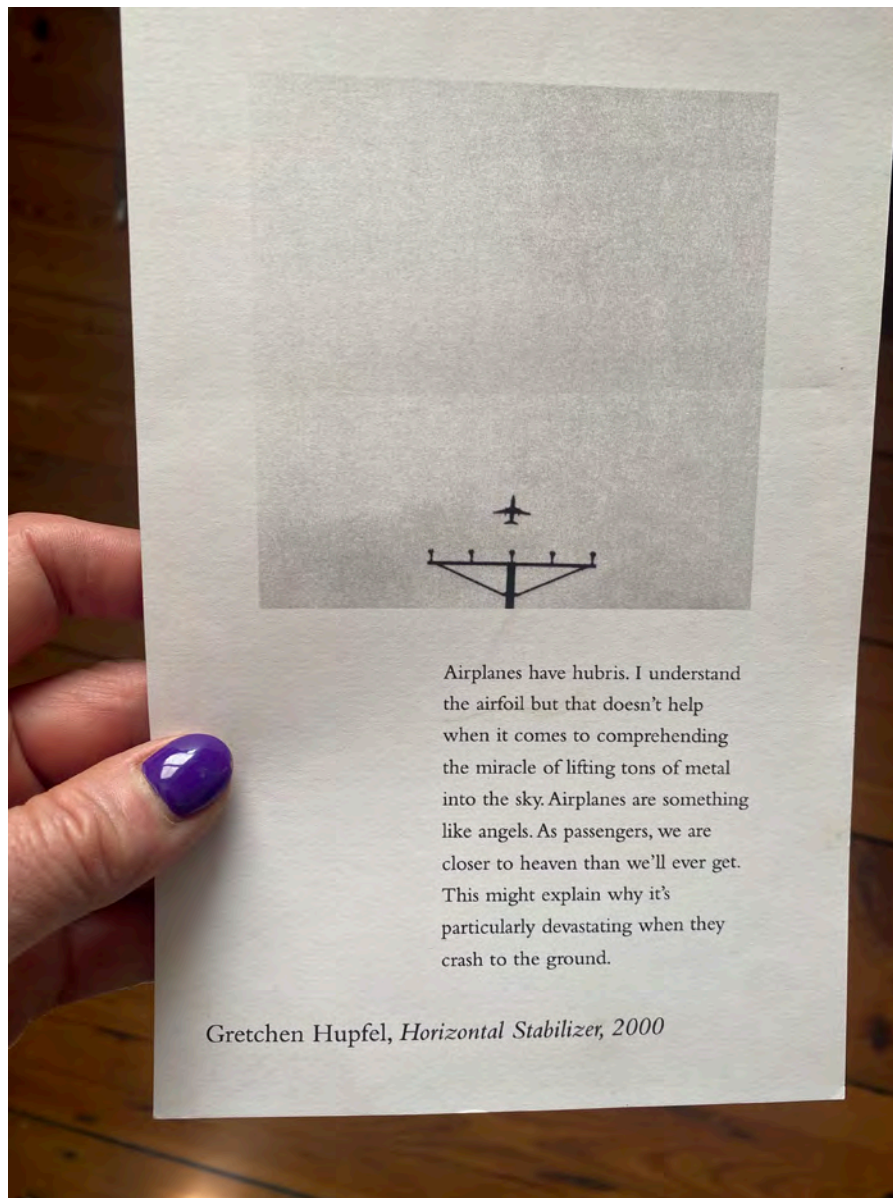 Airplanes have hubris. I understand
the airfoil but that doesn’t help
when it comes to comprehending
the miracle of lifting tons of metal
into the sky. Airplanes are something
like angels. As passengers, we are
closer to heaven than we’ll ever get.
This might explain why it’s
particularly devastating when they
crash to the ground.
Gretchen Hupfel, Horizontal Stabilizer, 2000